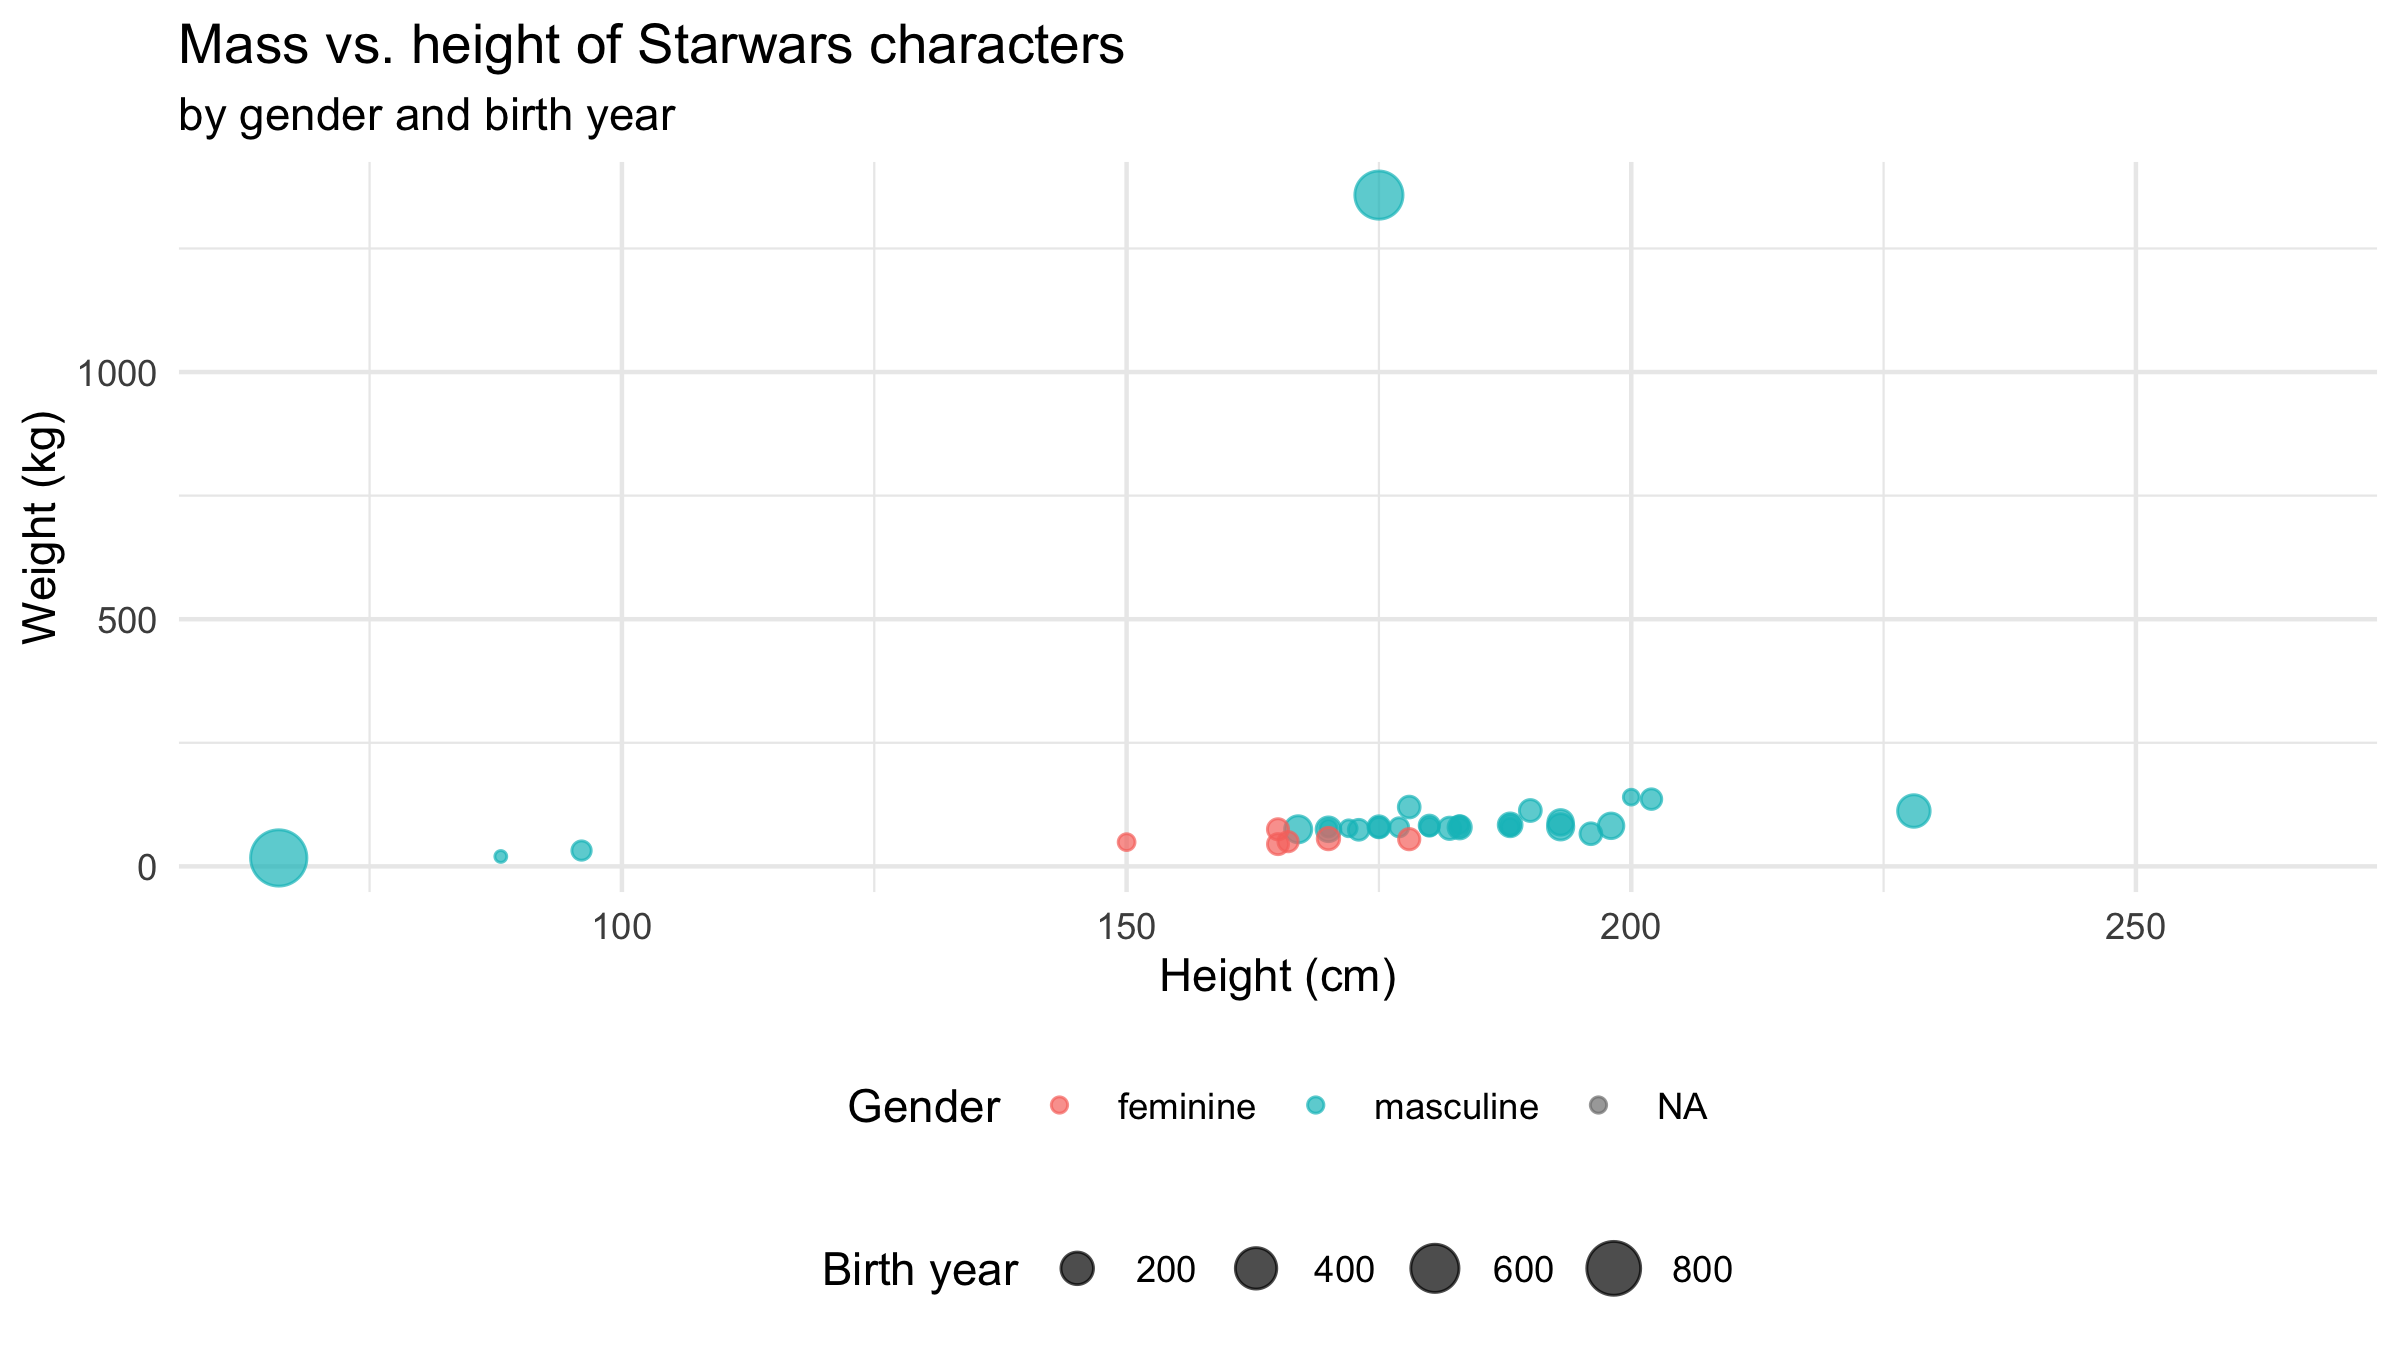 Mass vs. height of Starwars characters
by gender and birth year
Weight (kg)
1000
500
0
100 150 200 250
Height (cm)
Gender feminine masculine NA
Birth year 200 400 600 800